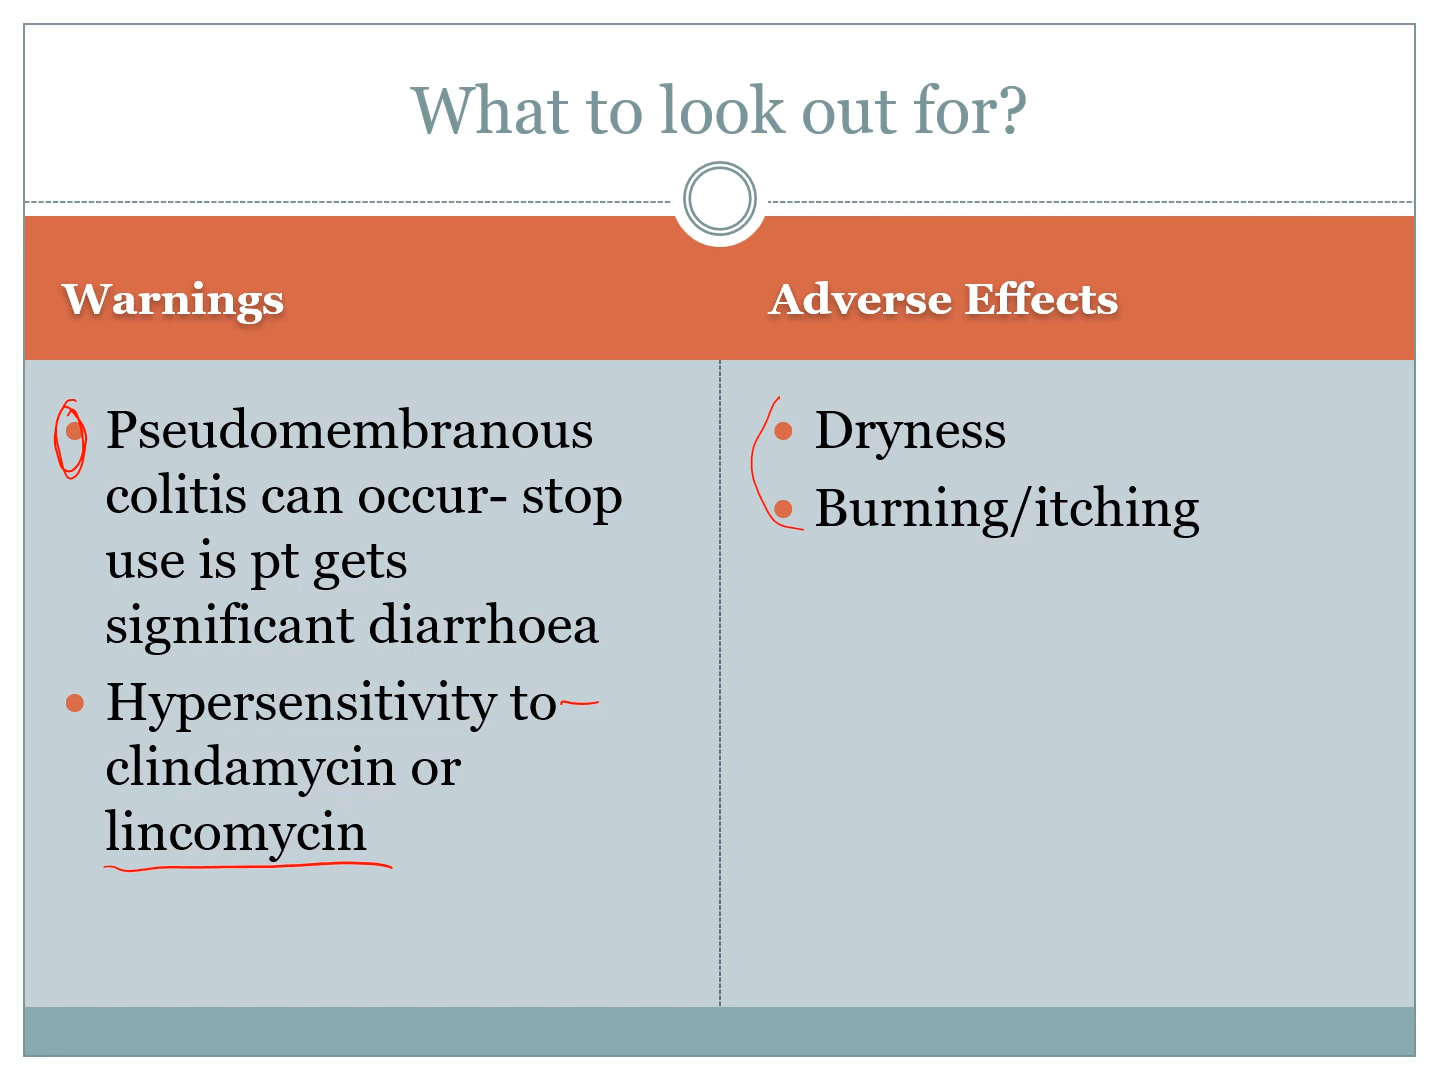 What to look out for?
Warnings
Adverse Effects
• Pseudomembranous
colitis can occur- stop
use is pt gets
significant diarrhoea
• Hypersensitivity to
clindamycin or
lincomycin
• Dryness
• Burning/itching